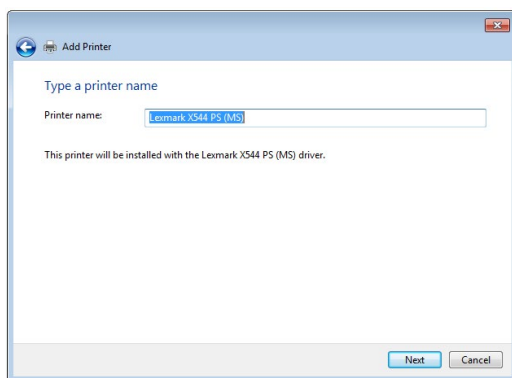 Add Printer
Type a printer name
Printer name: Lexmark X544 PS (MS)
This printer will be installed with the Lexmark X544 PS (MS) driver.
Next Cancel